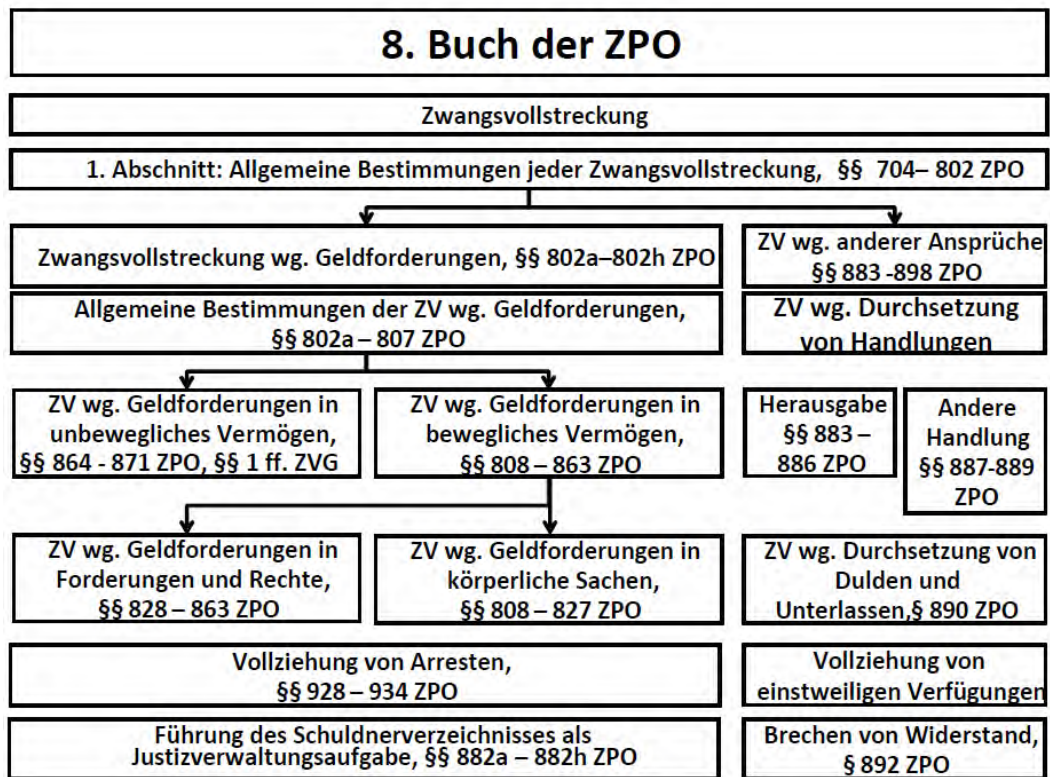 8. Buch der ZPO
Zwangsvollstreckung
1. Abschnitt: Allgemeine Bestimmungen jeder Zwangsvollstreckung, §§ 704– 802 ZPO
Zwangsvollstreckung wg. Geldforderungen, §§ 802a–802h ZPO
ZV wg. anderer Ansprüche
§§ 883 -898 ZPO
Allgemeine Bestimmungen der ZV wg. Geldforderungen,
§§ 802a – 807 ZPO
ZV wg. Durchsetzung
von Handlungen
ZV wg. Geldforderungen in
unbewegliches Vermögen,
§§ 864 - 871 ZPO, §§ 1 ff. ZVG
ZV wg. Geldforderungen in
bewegliches Vermögen,
§§ 808 – 863 ZPO
Herausgabe
§§ 883 –
886 ZPO
Andere
Handlung
§§ 887-889
ZPO
ZV wg. Geldforderungen in
Forderungen und Rechte,
§§ 828 – 863 ZPO
ZV wg. Geldforderungen in
körperliche Sachen,
§§ 808 – 827 ZPO
ZV wg. Durchsetzung von
Dulden und
Unterlassen,§ 890 ZPO
Vollziehung von Arresten,
§§ 928 – 934 ZPO
Vollziehung von
einstweiligen Verfügungen
Führung des Schuldnerverzeichnisses als
Justizverwaltungsaufgabe, §§ 882a – 882h ZPO
Brechen von Widerstand,
§ 892 ZPO